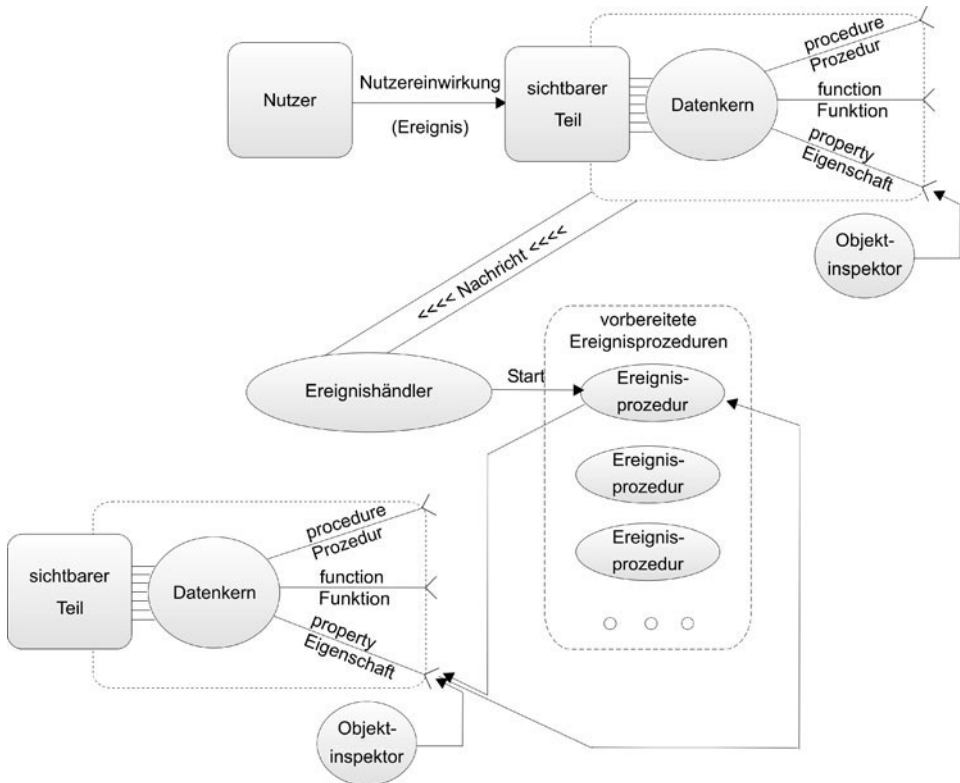 Nutzer
Nutzereinwirkung
(Ereignis)
sichtbarer
Teil
Datenkern
procedure
Prozedur
function
Funktion
property
Eigenschaft
Objekt-
inspektor
<<<< Nachricht <<<<
Ereignishändler
Start
vorbereitete
Ereignisprozeduren
Ereignis-
prozedur
Ereignis-
prozedur
Ereignis-
prozedur
sichtbarer
Teil
Datenkern
procedure
Prozedur
function
Funktion
property
Eigenschaft
Objekt-
inspektor